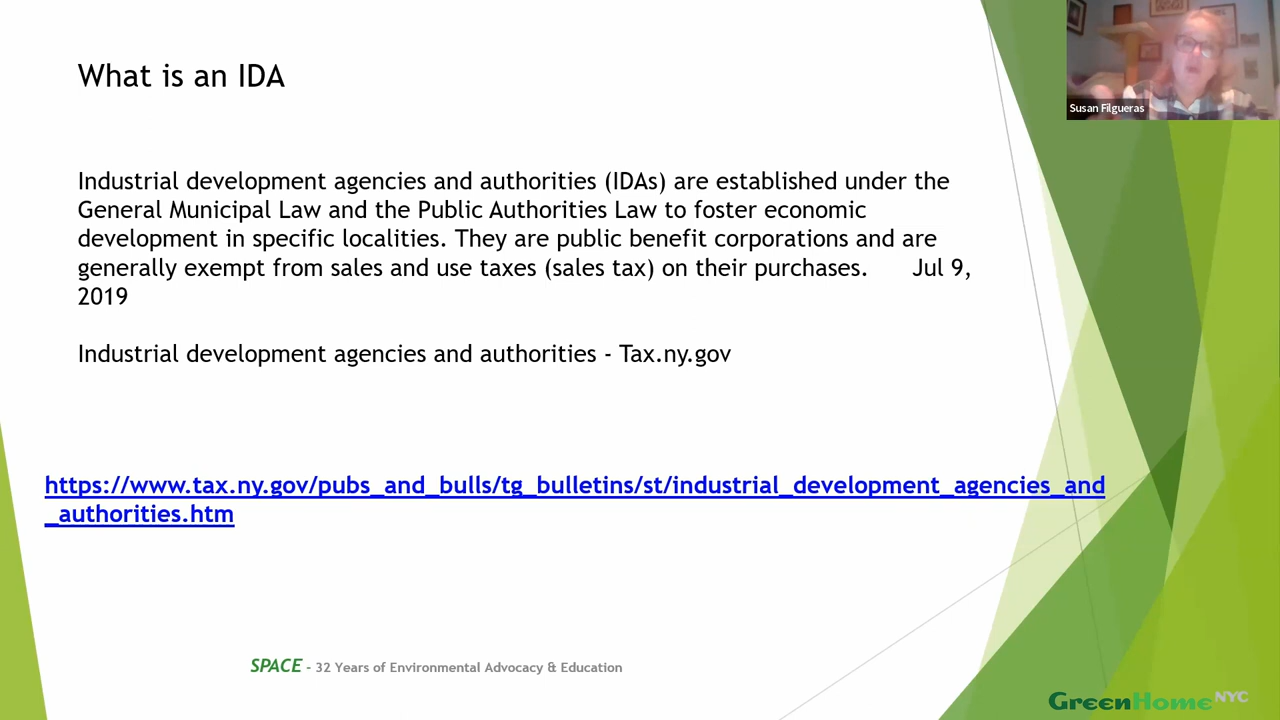 What is an IDA
Susan Filgueras
Industrial development agencies and authorities (IDAs) are established under the
General Municipal Law and the Public Authorities Law to foster economic
development in specific localities. They are public benefit corporations and are
generally exempt from sales and use taxes (sales tax) on their purchases. Jul 9,
2019
Industrial development agencies and authorities - Tax.ny.gov
https://www.tax.ny.gov/pubs_and_bulls/tg_bulletins/st/industrial_development_agencies_and
_authorities.htm
SPACE - 32 Years of Environmental Advocacy & Education
GreenHomeNYC